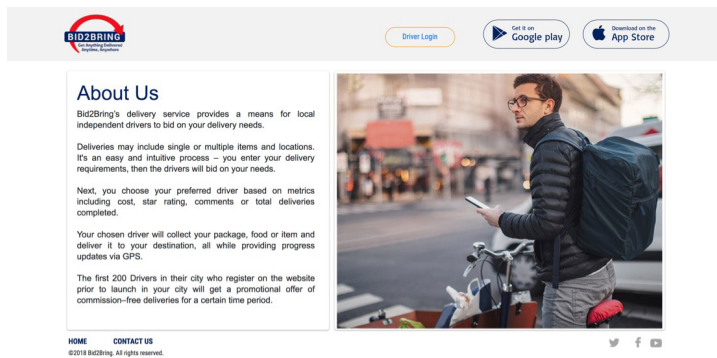 BID2BRING
Get Anything Delivered
Anytime, Anywhere
Driver Login
Get it on
Google play
Download on the
App Store
About Us
Bid2Bring's delivery service provides a means for local
independent drivers to bid on your delivery needs.
Deliveries may include single or multiple items and locations.
It's an easy and intuitive process – you enter your delivery
requirements, then the drivers will bid on your needs.
Next, you choose your preferred driver based on metrics
including cost, star rating, comments or total deliveries
completed.
Your chosen driver will collect your package, food or item and
deliver it to your destination, all while providing progress
updates via GPS.
The first 200 Drivers in their city who register on the website
prior to launch in your city will get a promotional offer of
commission–free deliveries for a certain time period.
HOME CONTACT US
©2018 Bid2Bring. All rights reserved.